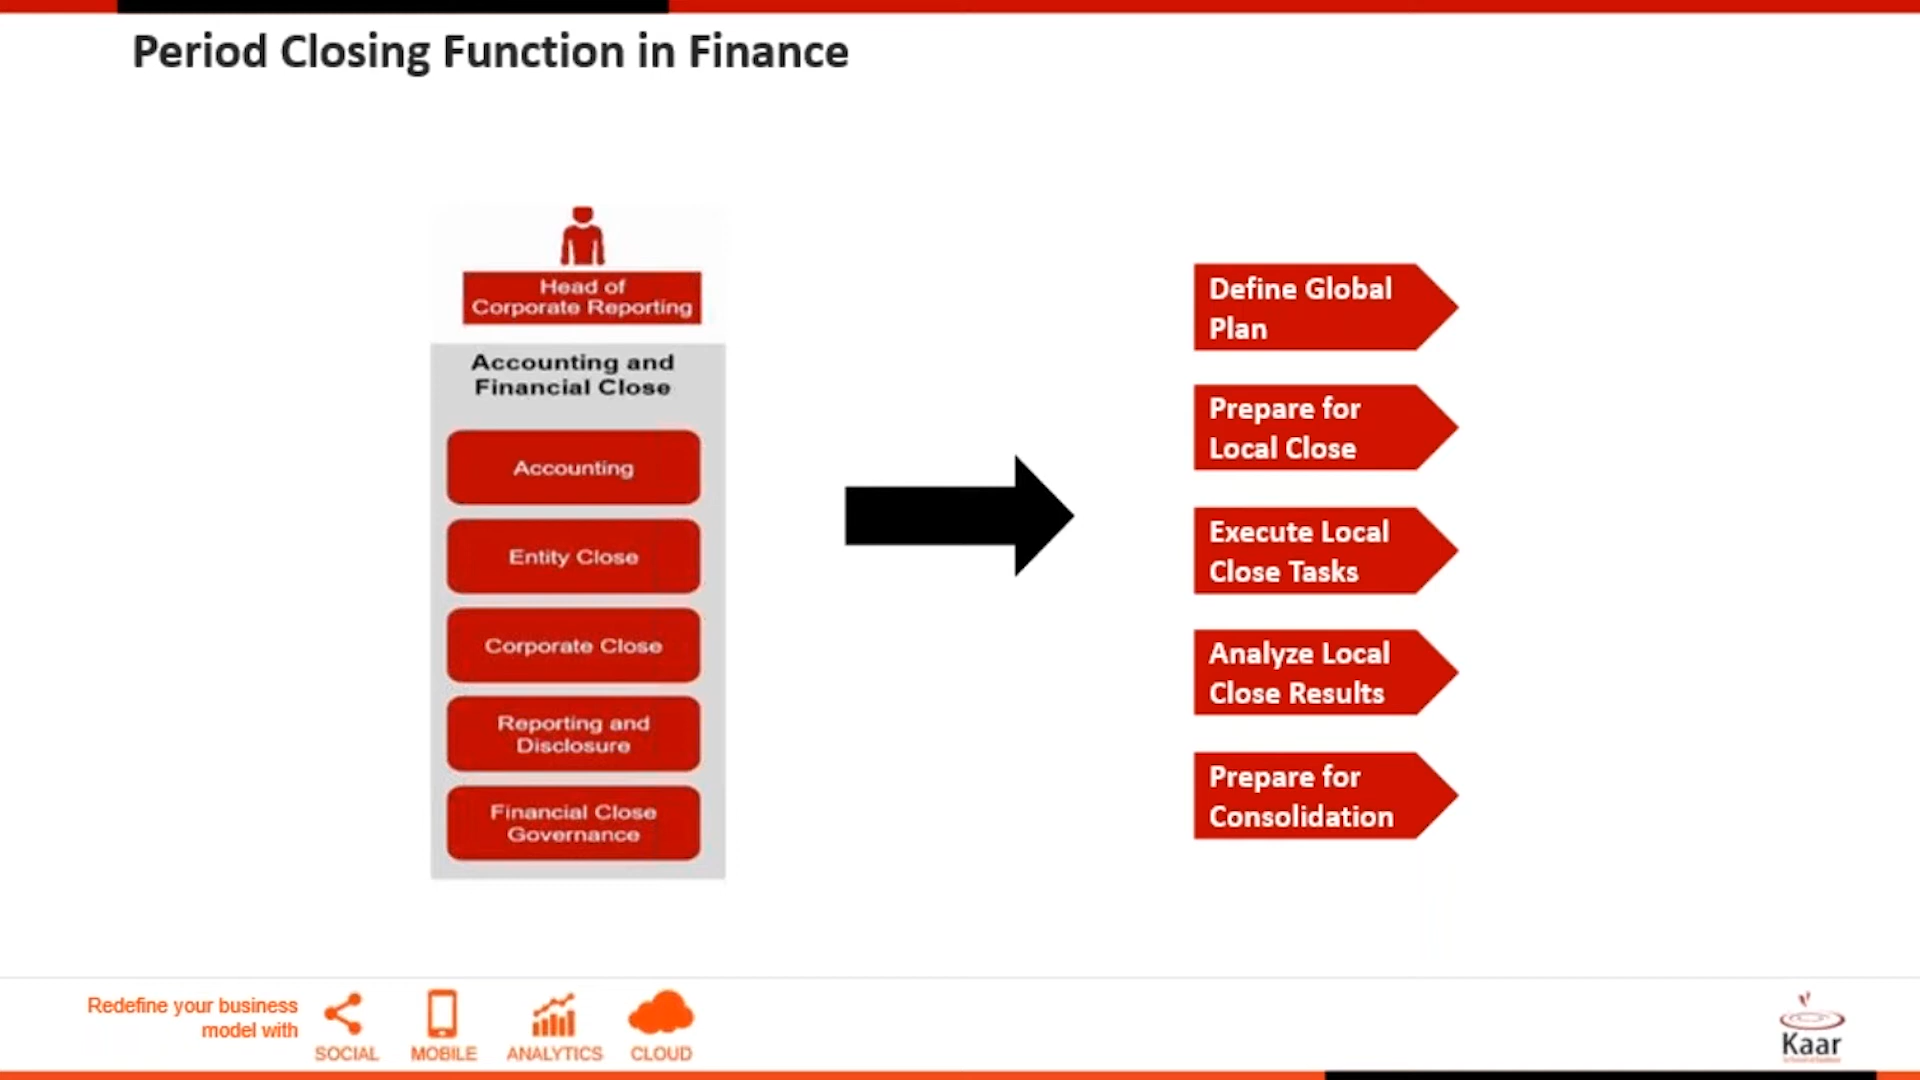 Period Closing Function in Finance
Head of
Corporate Reporting
Accounting and
Financial Close
Accounting
Entity Close
Corporate Close
Reporting and
Disclosure
Financial Close
Governance
Define Global
Plan
Prepare for
Local Close
Execute Local
Close Tasks
Analyze Local
Close Results
Prepare for
Consolidation
Redefine your business
model with
SOCIAL
MOBILE
ANALYTICS
CLOUD
Kaar